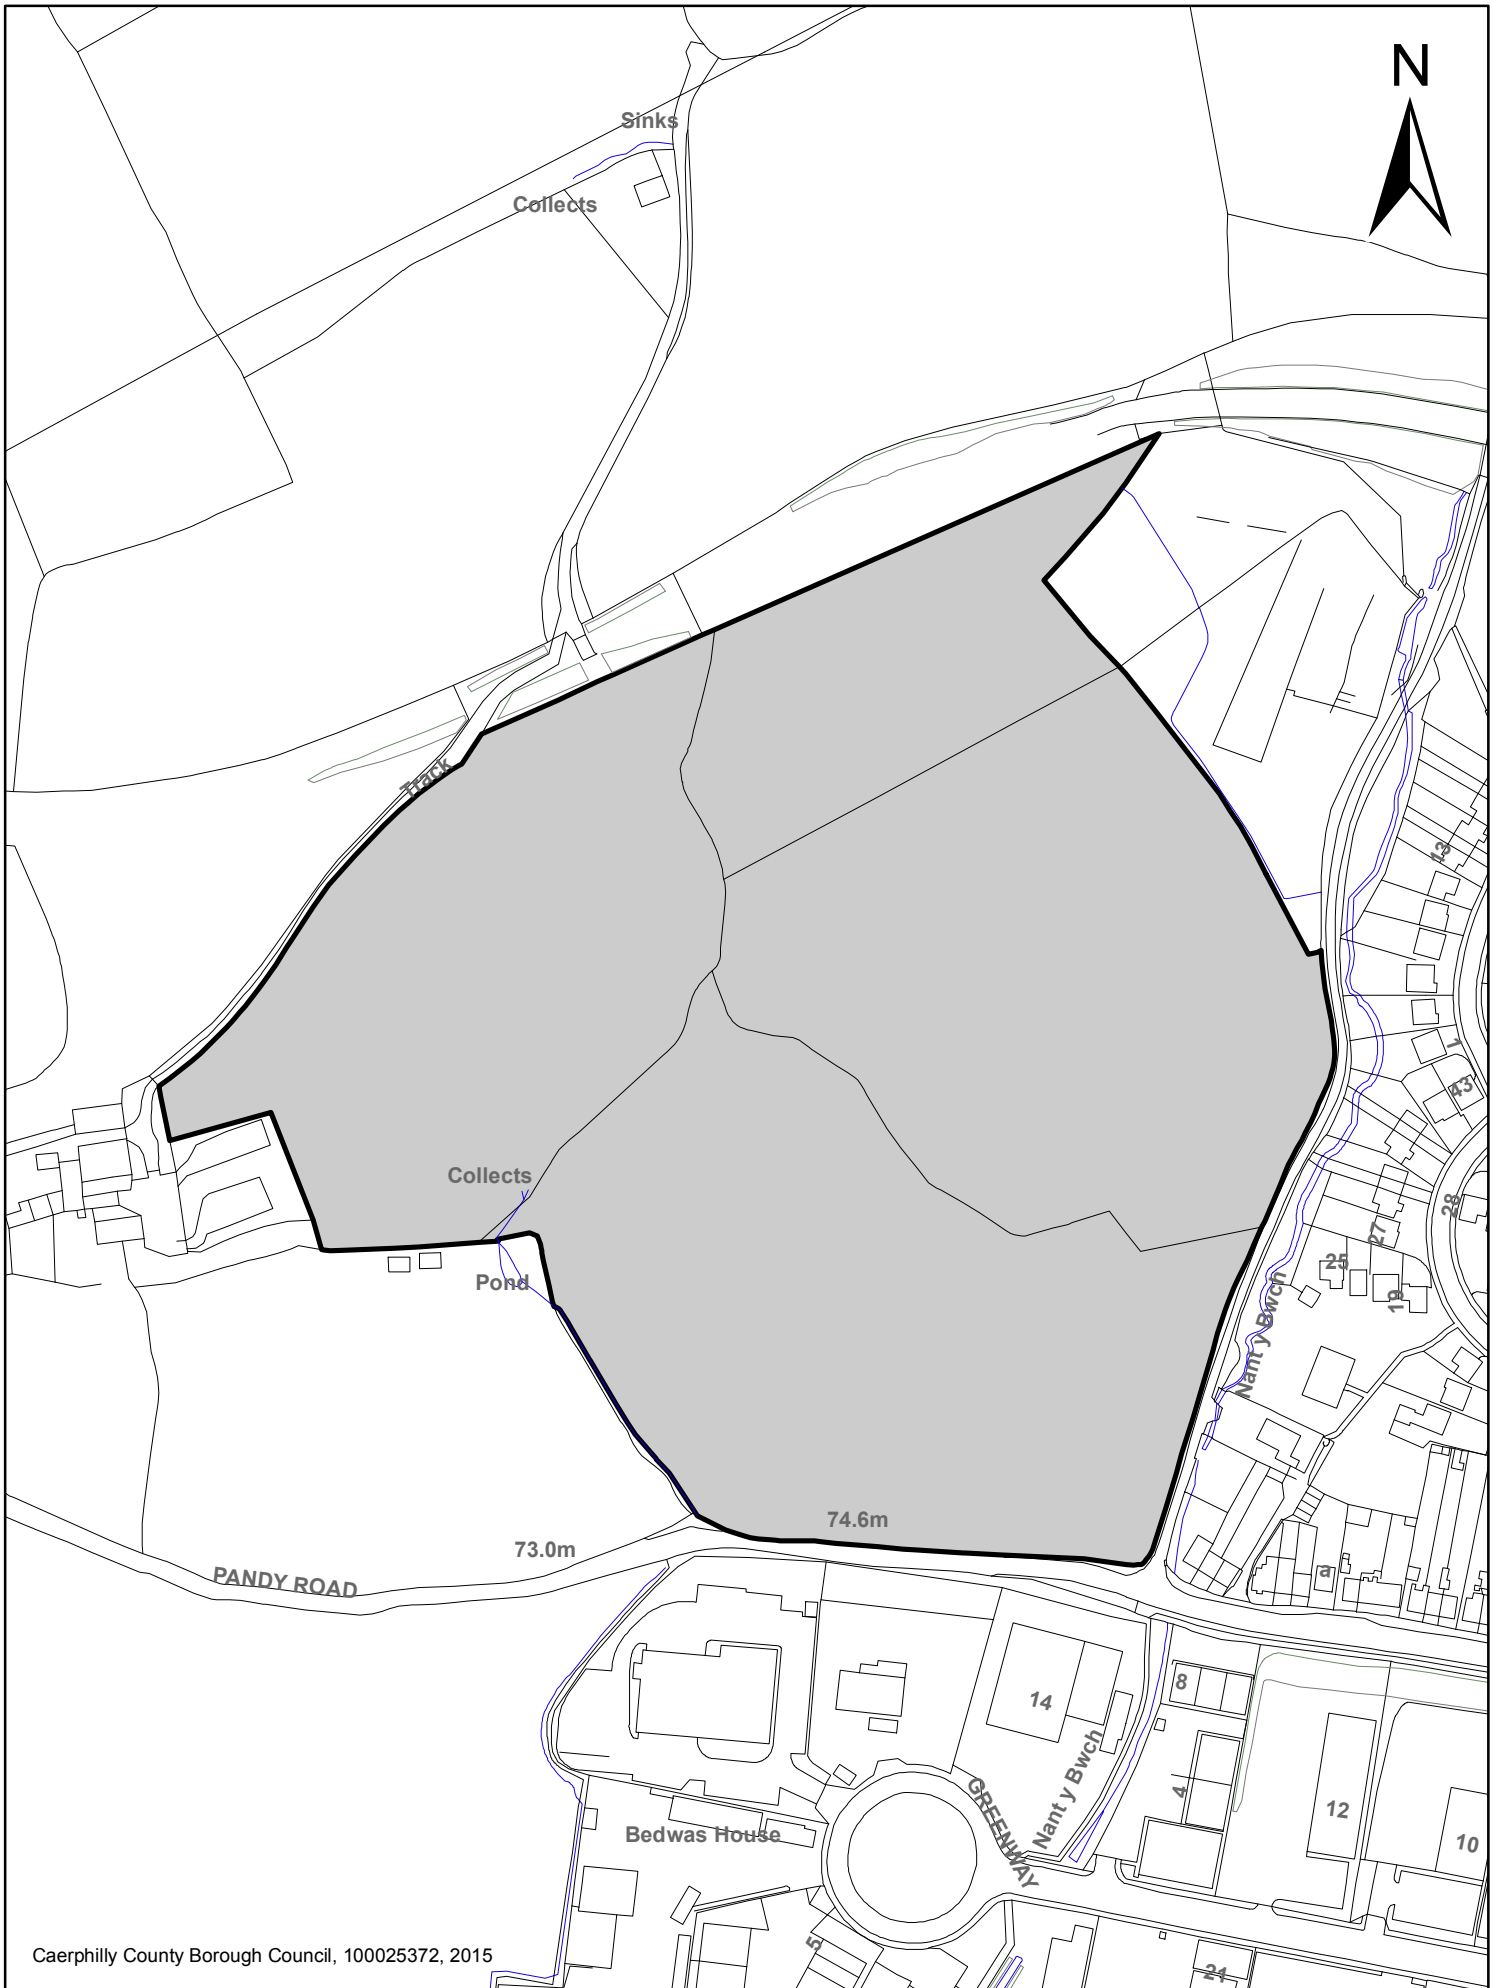 N
Sinks
Collects
Track
13
1
43
Collects
28
27
25
19
Pond
Nant y Bwch
74.6m
73.0m
PANDY ROAD
a
8
14
Nant y Bwch
4
12
10
GREENWAY
Bedwas House
5
21
Caerphilly County Borough Council, 100025372, 2015